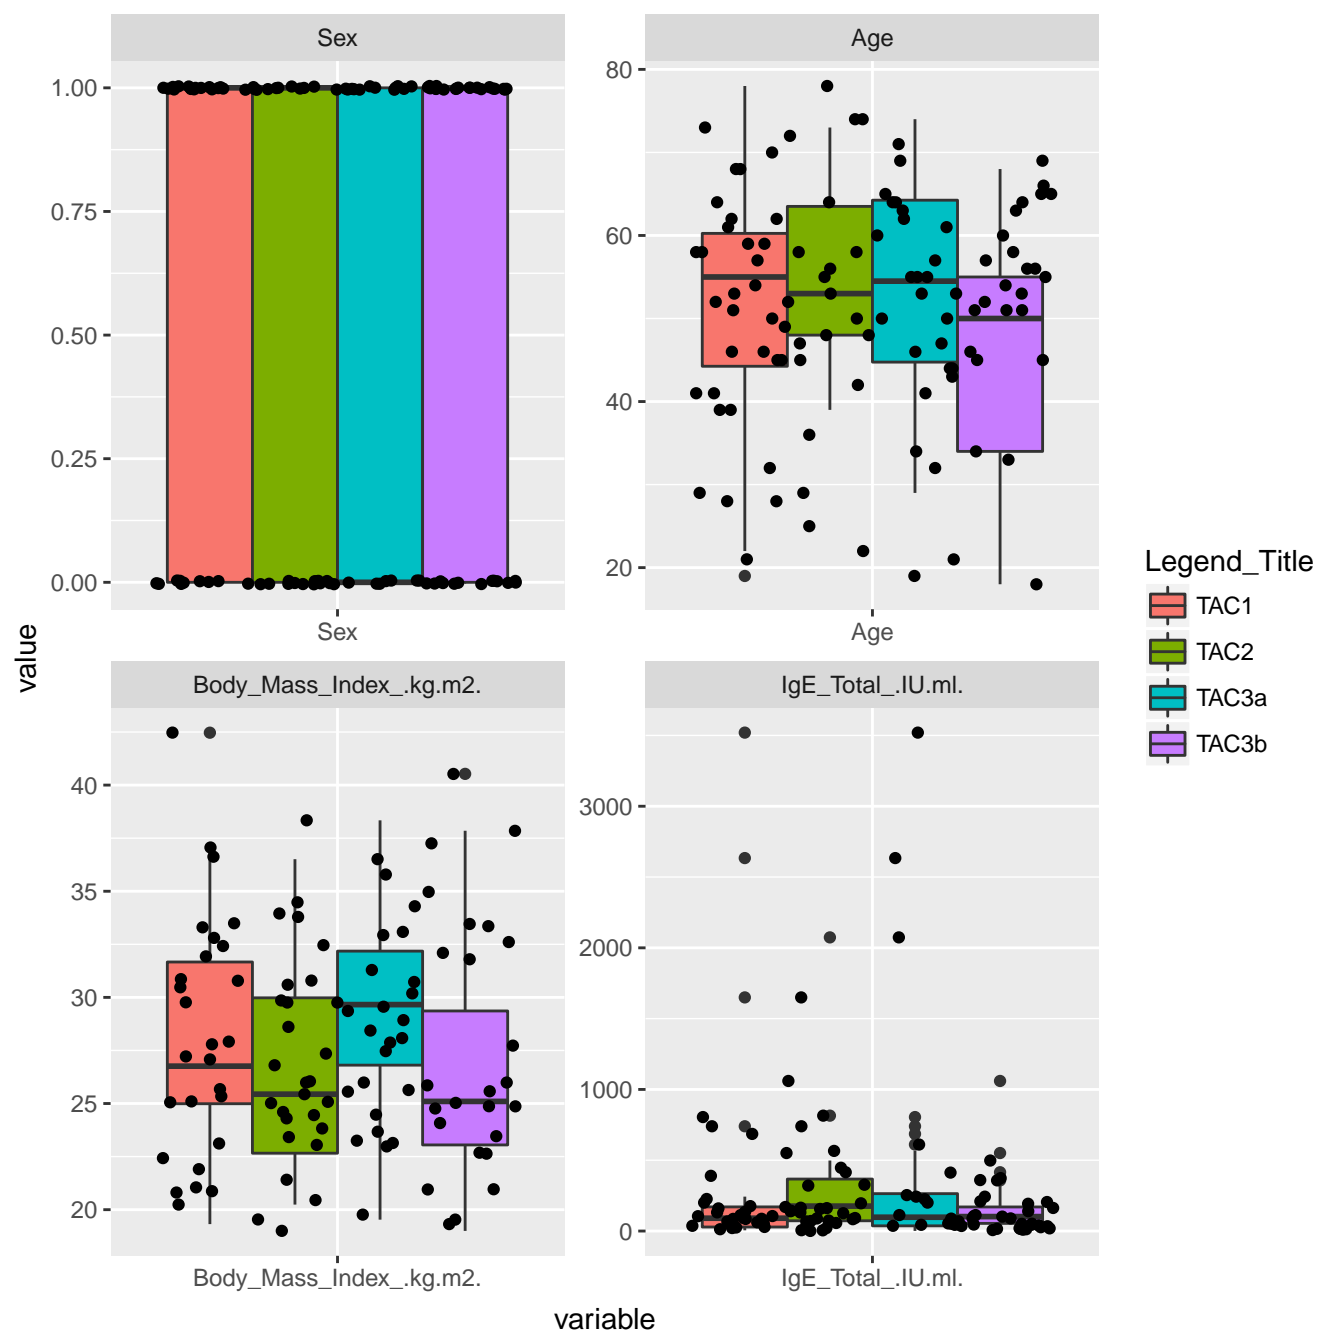 Sex
1.00
0.75
0.50
0.25
0.00
Sex
Age
80
60
40
20
Age
Body_Mass_Index_.kg.m2.
40
35
30
25
20
Body_Mass_Index_.kg.m2.
IgE_Total_.IU.ml.
3000
2000
1000
0
IgE_Total_.IU.ml.
value
variable
Legend_Title
TAC1
TAC2
TAC3a
TAC3b